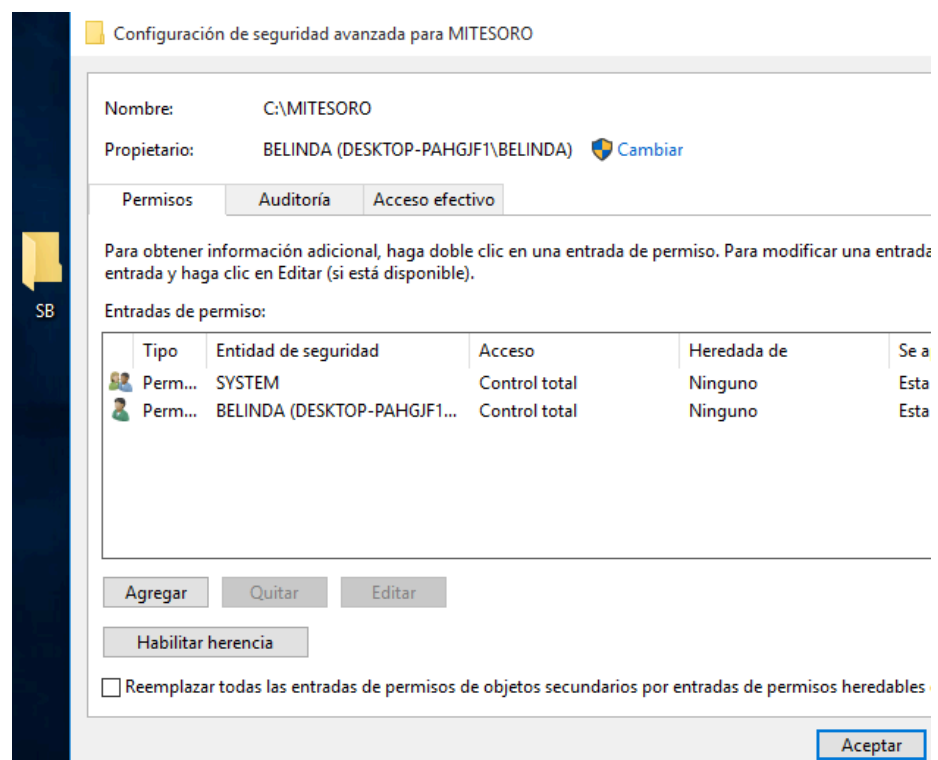 Configuración de seguridad avanzada para MITESORO
Nombre: C:\MITESORO
Propietario: BELINDA (DESKTOP-PAHGJF1\BELINDA) Cambiar
Permisos Auditoría Acceso efectivo
Para obtener información adicional, haga doble clic en una entrada de permiso. Para modificar una entrada
entrada y haga clic en Editar (si está disponible).
SB
Entradas de permiso:
Tipo Entidad de seguridad Acceso Heredada de Se a
Perm... SYSTEM Control total Ninguno Esta
Perm... BELINDA (DESKTOP-PAHGJF1... Control total Ninguno Esta
Agregar Quitar Editar
Habilitar herencia
Reemplazar todas las entradas de permisos de objetos secundarios por entradas de permisos heredables
Aceptar